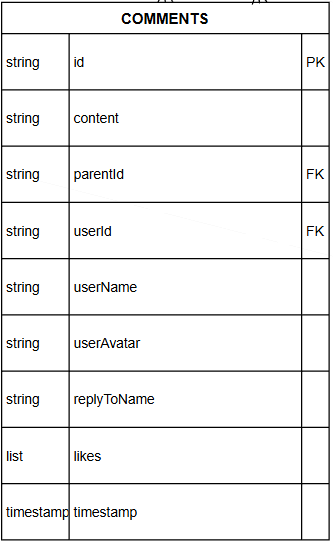 COMMENTS
string id PK
string content
string parentId FK
string userId FK
string userName
string userAvatar
string replyToName
list likes
timestamp timestamp